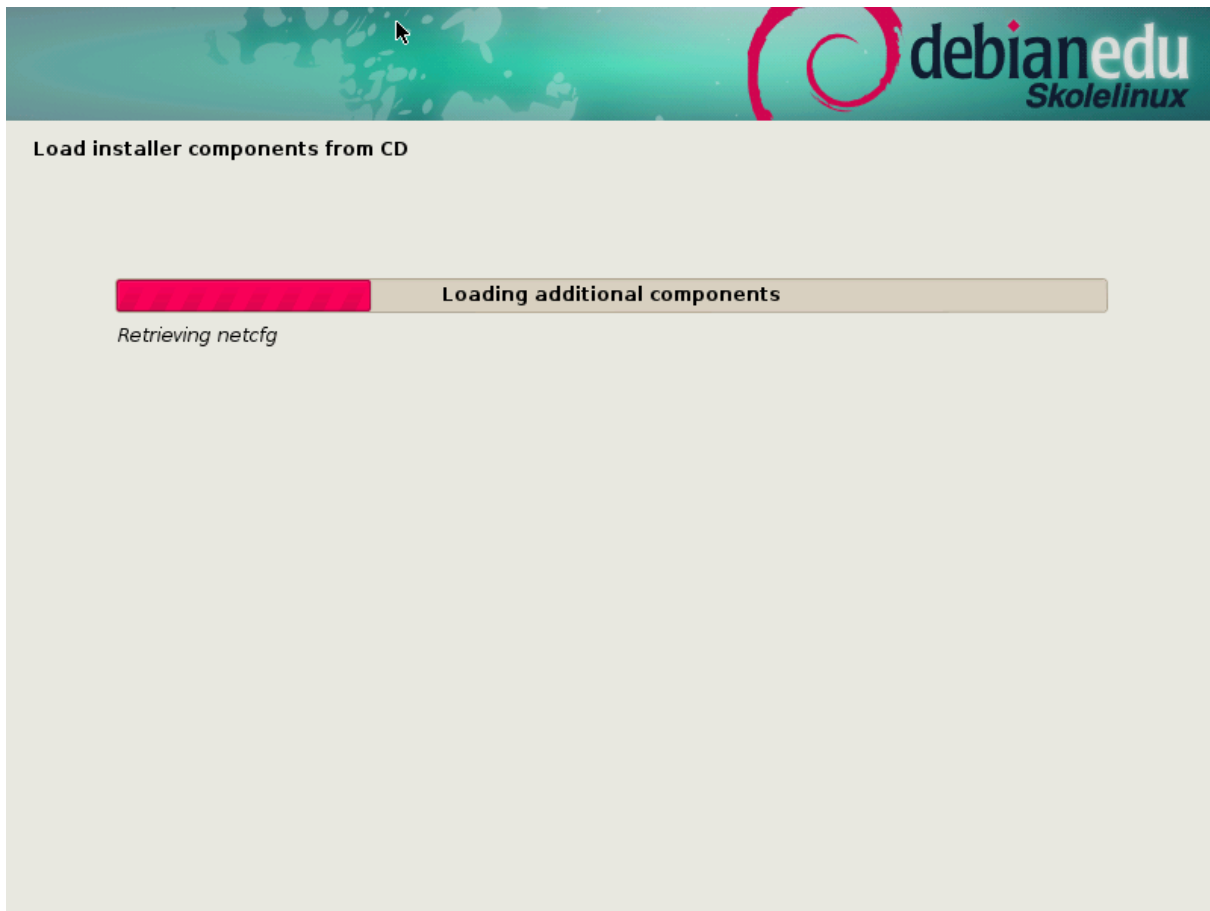 debianedu
Skolelinux
Load installer components from CD
Loading additional components
Retrieving netcfg